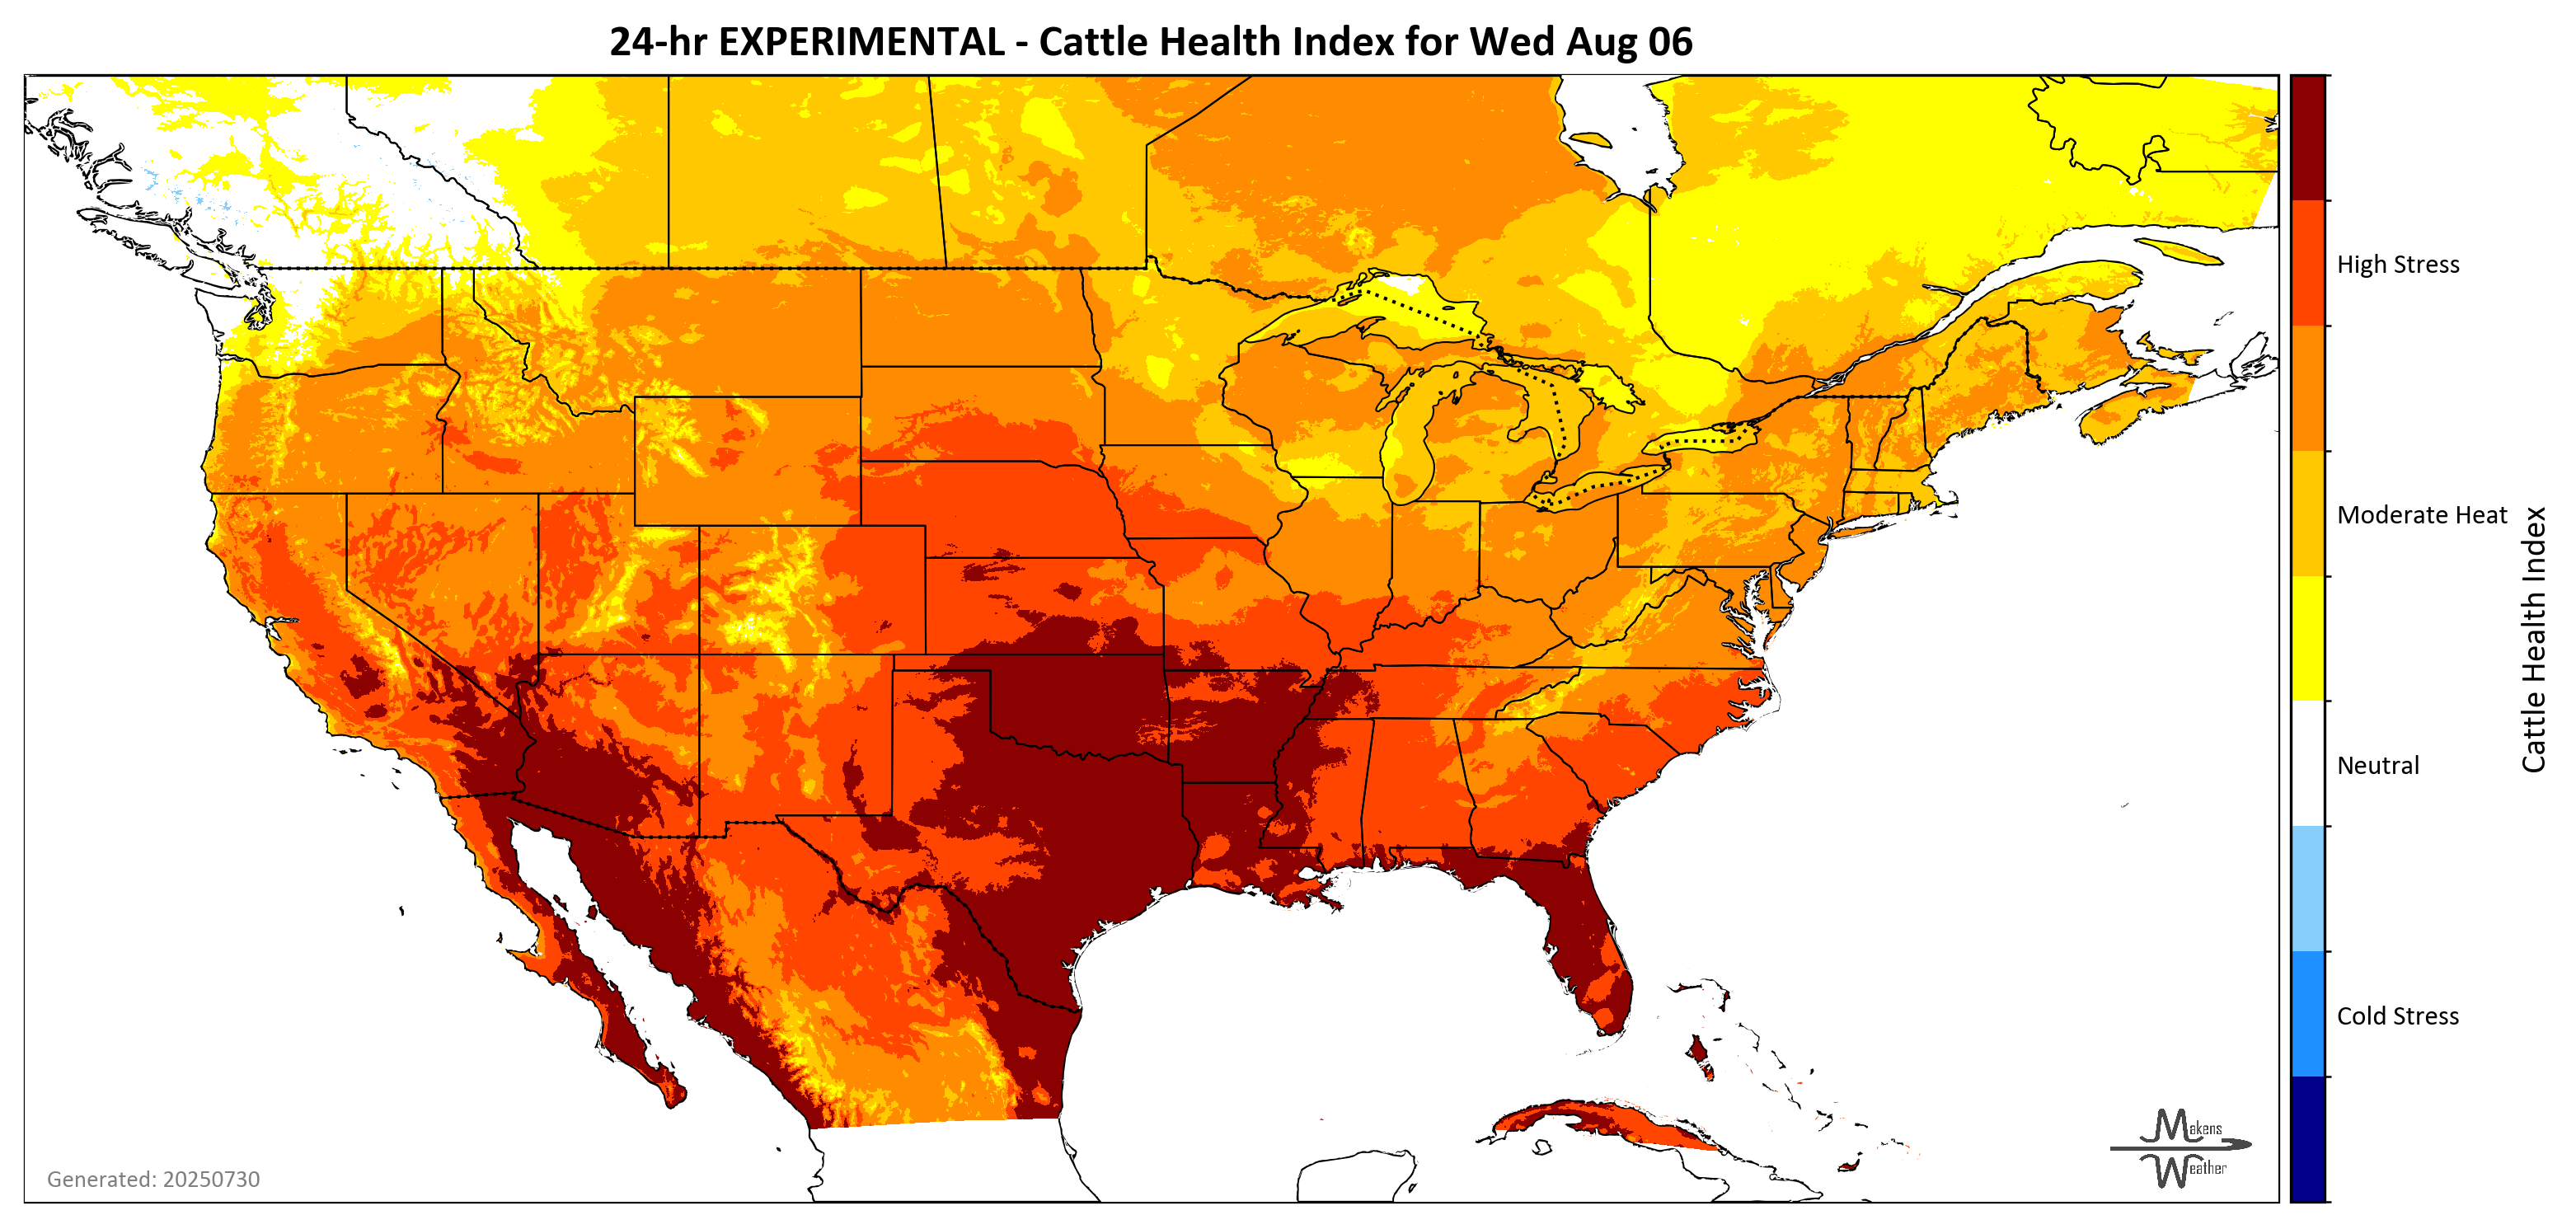 24-hr EXPERIMENTAL - Cattle Health Index for Wed Aug 06
High Stress
Moderate Heat
Neutral
Cold Stress
Cattle Health Index
Generated: 20250730
Makens
Weather